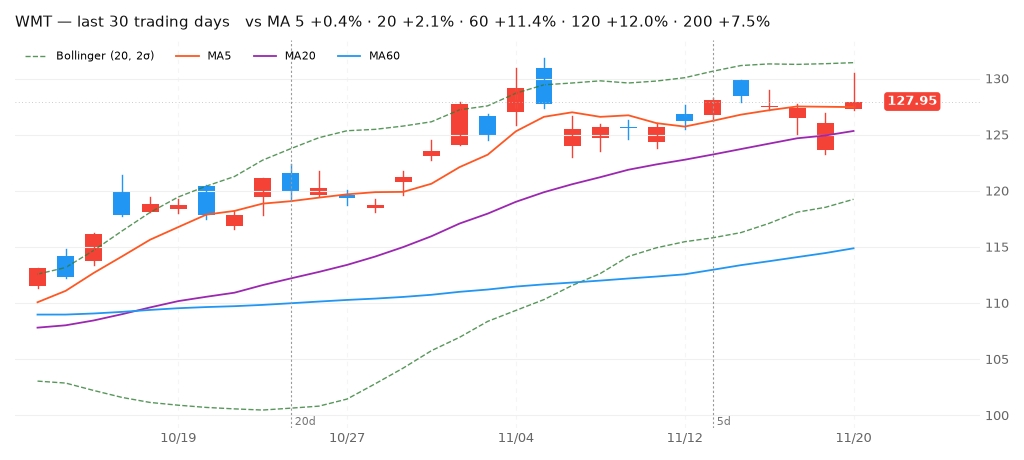 WMT — last 30 trading days   vs MA 5 +0.4% · 20 +2.1% · 60 +11.4% · 120 +12.0% · 200 +7.5%
Bollinger (20, 2σ)   MA5   MA20   MA60
130
127.95
125
120
115
110
105
100
20d   5d
10/19   10/27   11/04   11/12   11/20